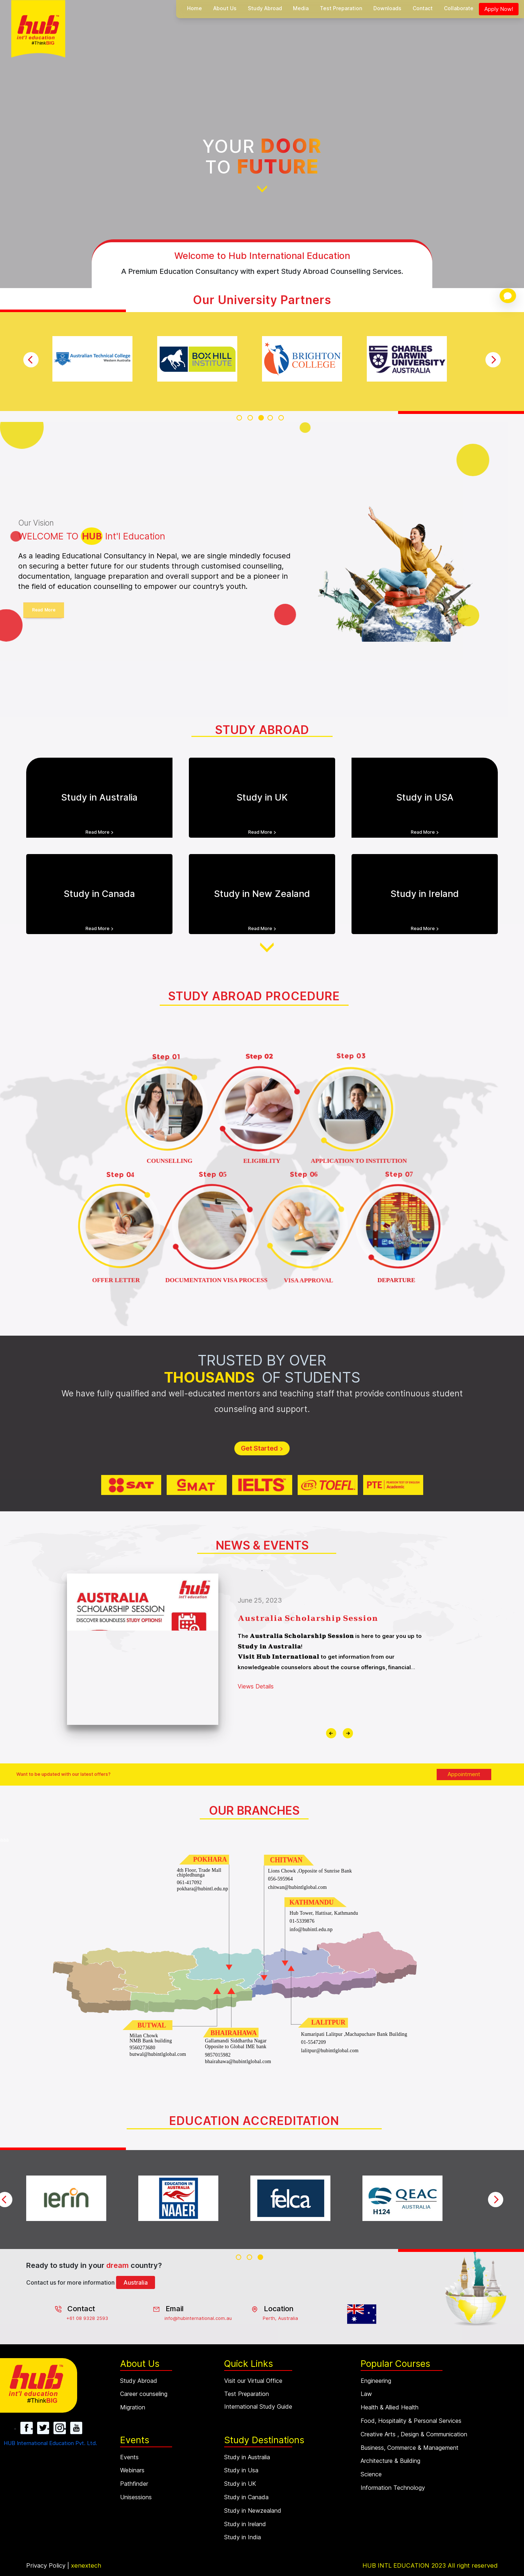 hub
int'l education
#ThinkBIG
Home About Us Study Abroad Media Test Preparation Downloads Contact Collaborate Apply Now!
YOUR DOOR
TO FUTURE
Welcome to Hub International Education
A Premium Education Consultancy with expert Study Abroad Counselling Services.
Our University Partners
Australian Technical College
Western Australia
BOX HILL
INSTITUTE
BRIGHTON
COLLEGE
CHARLES
DARWIN
UNIVERSITY
AUSTRALIA
Our Vision
WELCOME TO HUB Int'l Education
As a leading Educational Consultancy in Nepal, we are single mindedly focused
on securing a better future for our students through customised counselling,
documentation, language preparation and overall support and be a pioneer in
the field of education counselling to empower our country's youth.
Read More
STUDY ABROAD
Study in Australia
Read More >
Study in UK
Read More >
Study in USA
Read More >
Study in Canada
Read More >
Study in New Zealand
Read More >
Study in Ireland
Read More >
STUDY ABROAD PROCEDURE
Step 01 Step 02 Step 03
COUNSELLING ELIGIBLITY APPLICATION TO INSTITUTION
Step 04 Step 05 Step 06 Step 07
OFFER LETTER DOCUMENTATION VISA PROCESS VISA APPROVAL DEPARTURE
TRUSTED BY OVER
THOUSANDS OF STUDENTS
We have fully qualified and well-educated mentors and teaching staff that provide continuous student
counseling and support.
Get Started >
SAT GMAT IELTS ETS TOEFL PTE Academic
NEWS & EVENTS
hub
int'l education
AUSTRALIA
SCHOLARSHIP SESSION
DISCOVER BOUNDLESS STUDY OPTIONS!
June 25, 2023
Australia Scholarship Session
The Australia Scholarship Session is here to gear you up to
Study in Australia!
Visit Hub International to get information from our
knowledgeable counselors about the course offerings, financial...
Views Details
Want to be updated with our latest offers?
Appointment
OUR BRANCHES
POKHARA
4th Floor, Trade Mall
chipledhunga
061-417092
pokhara@hubintl.edu.np
CHITWAN
Lions Chowk ,Opposite of Sunrise Bank
056-595964
chitwan@hubintlglobal.com
KATHMANDU
Hub Tower, Hattisar, Kathmandu
01-5339876
info@hubintl.edu.np
BUTWAL
Milan Chowk
NMB Bank building
9560273680
butwal@hubintlglobal.com
BHAIRAHAWA
Gallamandi Siddhartha Nagar
Opposite to Global IME bank
9857015982
bhairahawa@hubintlglobal.com
LALITPUR
Kumaripati Lalitpur ,Machapuchare Bank Building
01-5547209
lalitpur@hubintlglobal.com
EDUCATION ACCREDITATION
ierin
EDUCATION IN
AUSTRALIA
NAAER
felca
QEAC
AUSTRALIA
H124
Ready to study in your dream country?
Contact us for more information Australia
Contact
+61 08 9328 2593
Email
info@hubinternational.com.au
Location
Perth, Australia
hub
int'l education
#ThinkBIG
HUB International Education Pvt. Ltd.
About Us
Study Abroad
Career counseling
Migration
Quick Links
Visit our Virtual Office
Test Preparation
International Study Guide
Popular Courses
Engineering
Law
Health & Allied Health
Food, Hospitality & Personal Services
Creative Arts , Design & Communication
Business, Commerce & Management
Architecture & Building
Science
Information Technology
Events
Events
Webinars
Pathfinder
Unisessions
Study Destinations
Study in Australia
Study in Usa
Study in UK
Study in Canada
Study in Newzealand
Study in Ireland
Study in India
Privacy Policy | xenextech
HUB INTL EDUCATION 2023 All right reserved